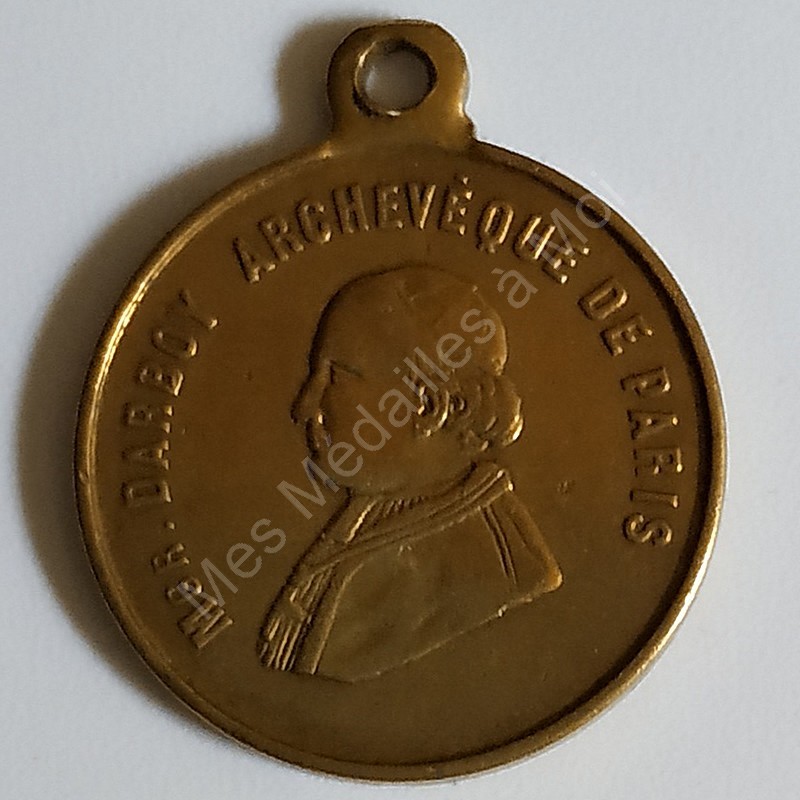 MGR. DARBOY ARCHEVÊQUE DE PARIS
Mes Médailles à Moi